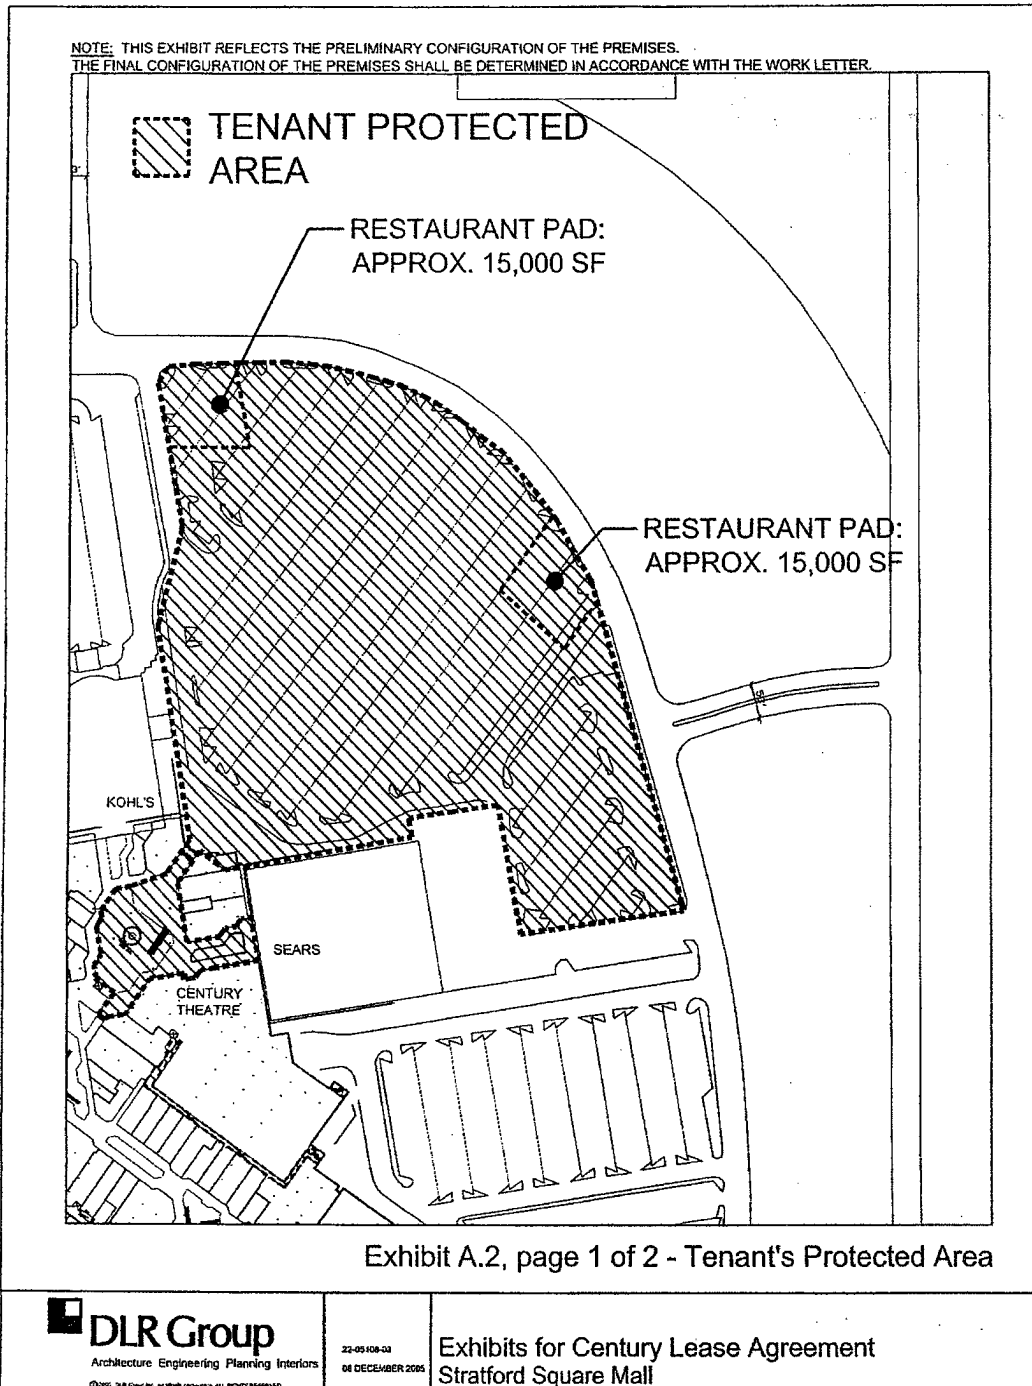 NOTE: THIS EXHIBIT REFLECTS THE PRELIMINARY CONFIGURATION OF THE PREMISES.
THE FINAL CONFIGURATION OF THE PREMISES SHALL BE DETERMINED IN ACCORDANCE WITH THE WORK LETTER.
TENANT PROTECTED
AREA
RESTAURANT PAD:
APPROX. 15,000 SF
RESTAURANT PAD:
APPROX. 15,000 SF
KOHL'S
SEARS
CENTURY
THEATRE
Exhibit A.2, page 1 of 2 - Tenant's Protected Area
DLR Group
Architecture Engineering Planning Interiors
22-05108-03
08 DECEMBER 2005
Exhibits for Century Lease Agreement
Stratford Square Mall